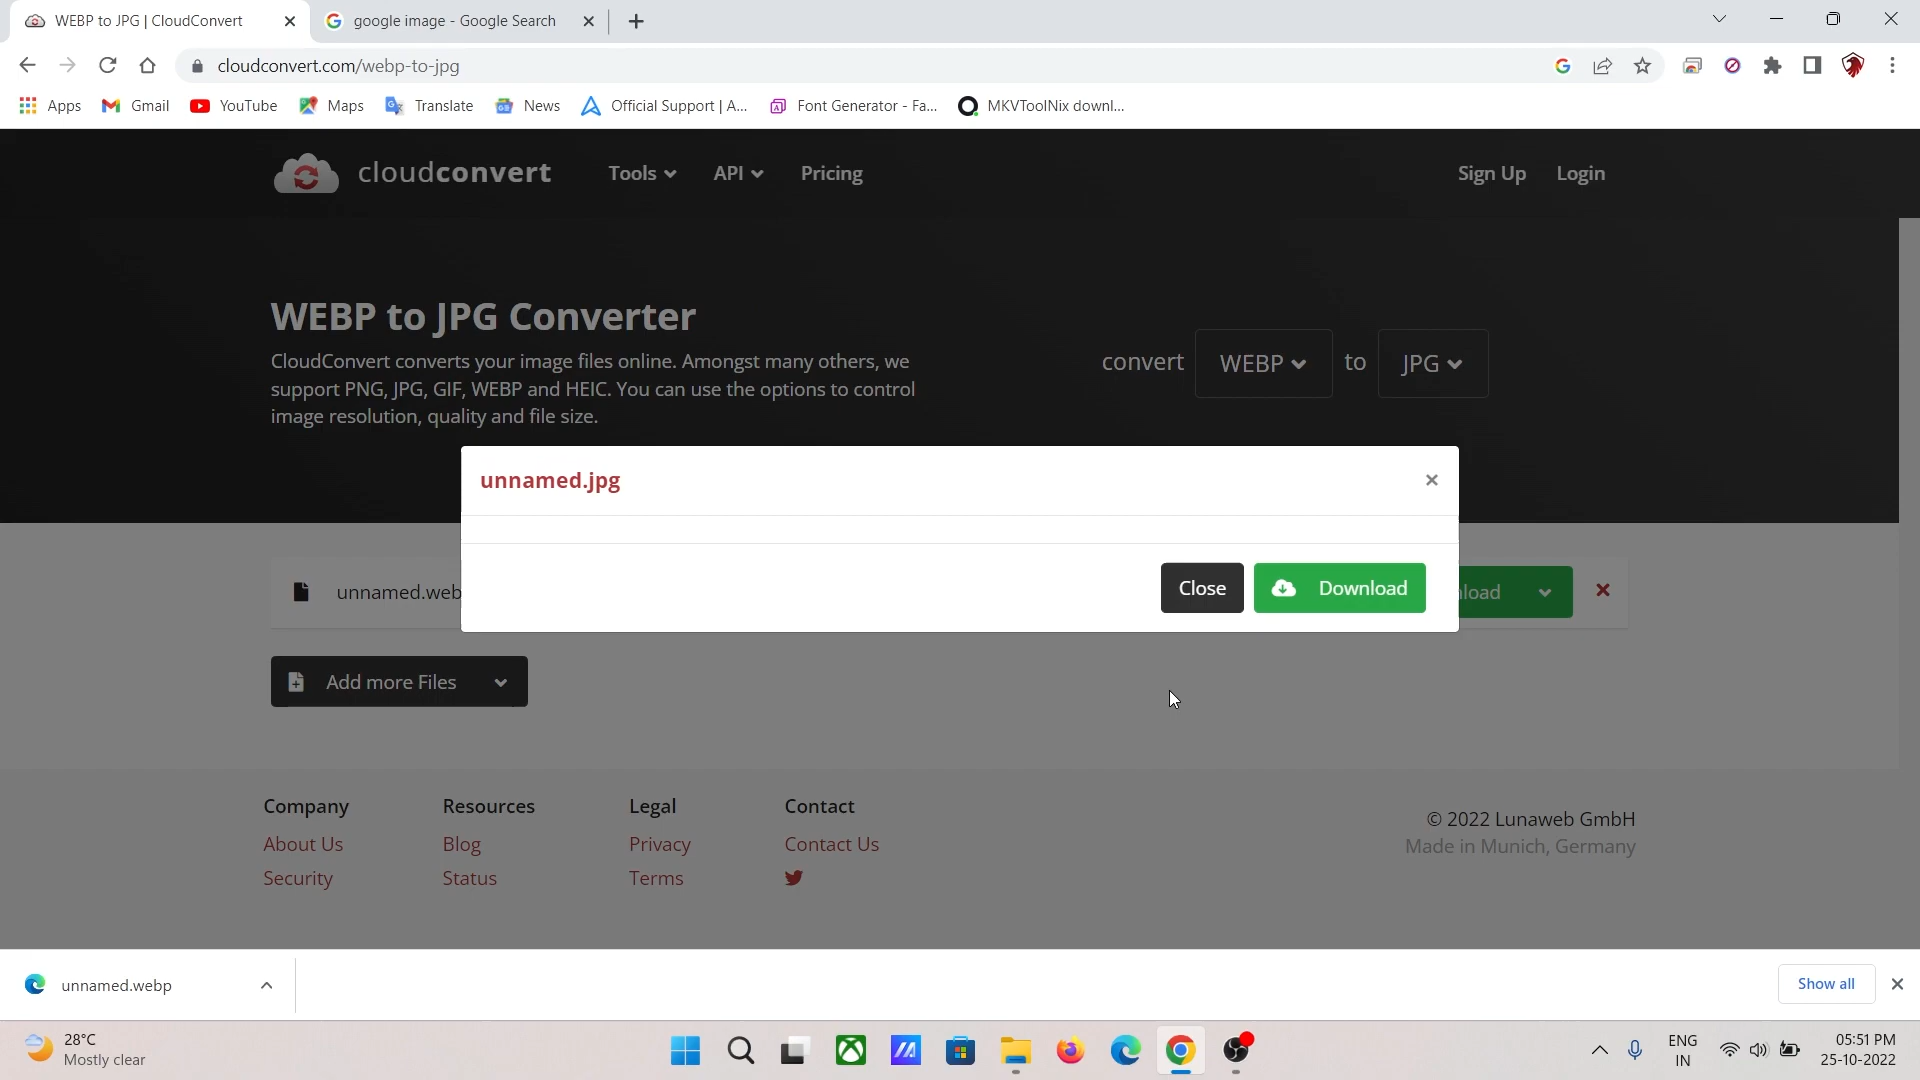 WEBP to JPG | CloudConvert
google image - Google Search
cloudconvert.com/webp-to-jpg
Apps
Gmail
YouTube
Maps
Translate
News
Official Support | A...
Font Generator - Fa...
MKVToolNix downl...
cloudconvert
Tools
API
Pricing
Sign Up
Login
WEBP to JPG Converter
CloudConvert converts your image files online. Amongst many others, we
support PNG, JPG, GIF, WEBP and HEIC. You can use the options to control
image resolution, quality and file size.
convert WEBP to JPG
unnamed.jpg
Close
Download
unnamed.web
load
Add more Files
Company
About Us
Security
Resources
Blog
Status
Legal
Privacy
Terms
Contact
Contact Us
© 2022 Lunaweb GmbH
Made in Munich, Germany
unnamed.webp
Show all
28°C
Mostly clear
ENG
IN
05:51 PM
25-10-2022